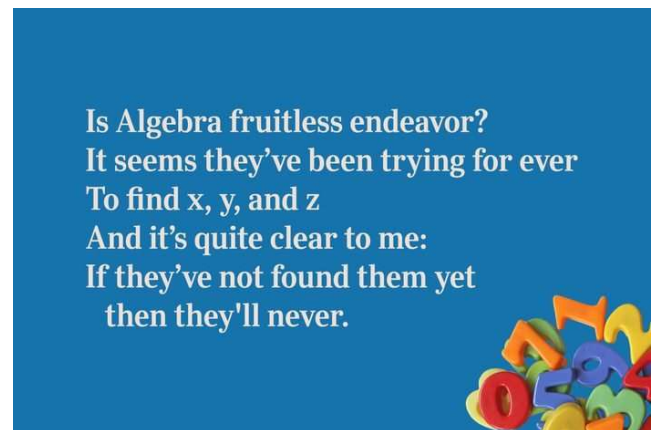 Is Algebra fruitless endeavor?
It seems they’ve been trying for ever
To find x, y, and z
And it’s quite clear to me:
If they’ve not found them yet
then they'll never.